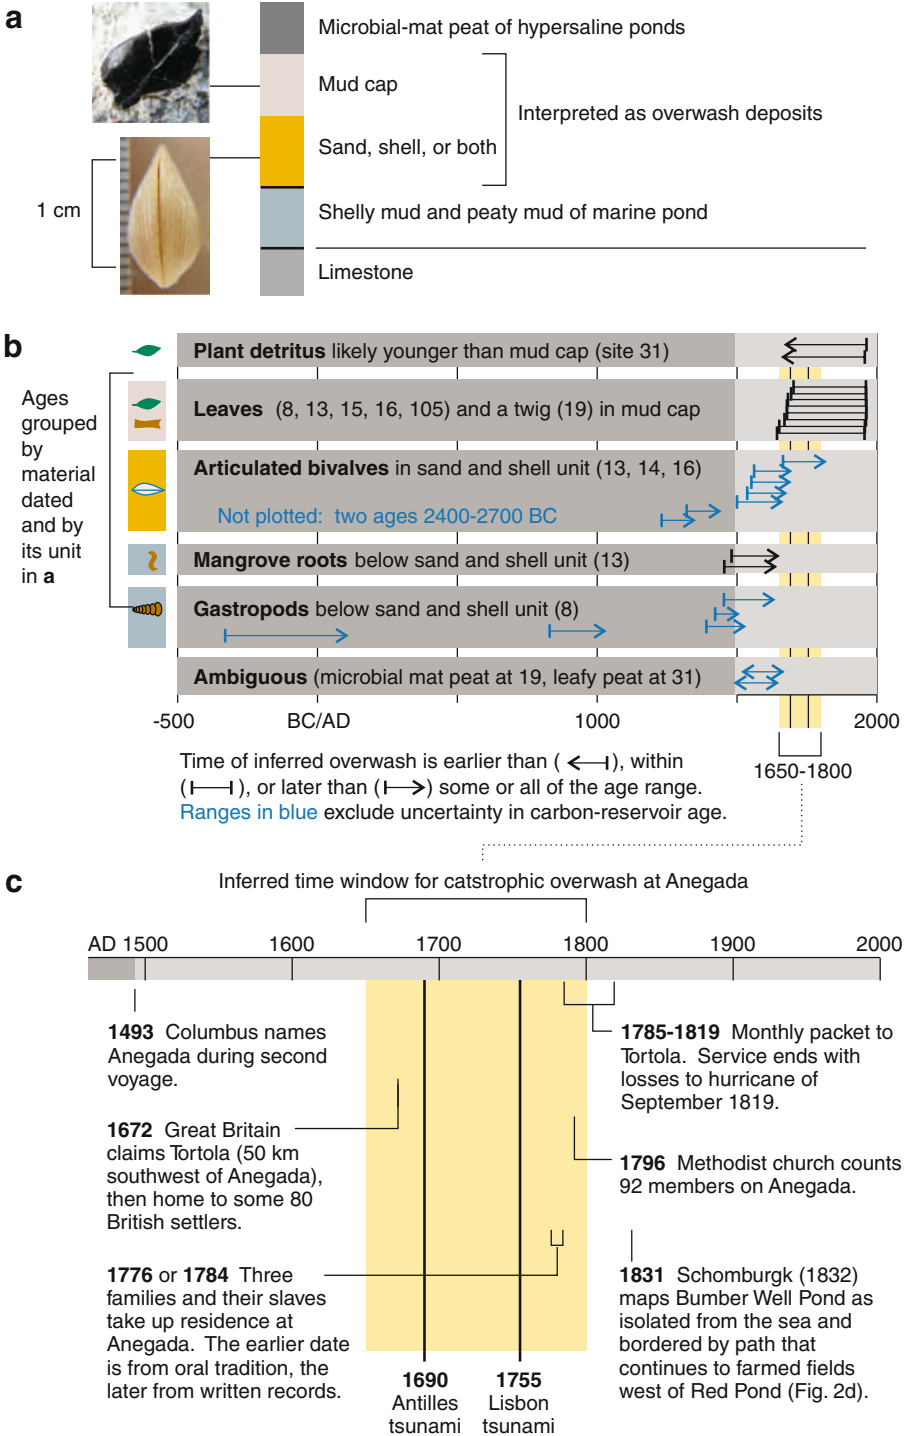 a
Microbial-mat peat of hypersaline ponds
Mud cap
Interpreted as overwash deposits
Sand, shell, or both
1 cm
Shelly mud and peaty mud of marine pond
Limestone
b
Ages
grouped
by
material
dated
and by
its unit
in a
Plant detritus likely younger than mud cap (site 31)
Leaves (8, 13, 15, 16, 105) and a twig (19) in mud cap
Articulated bivalves in sand and shell unit (13, 14, 16)
Not plotted: two ages 2400-2700 BC
Mangrove roots below sand and shell unit (13)
Gastropods below sand and shell unit (8)
Ambiguous (microbial mat peat at 19, leafy peat at 31)
-500 BC/AD 1000 2000
1650-1800
Time of inferred overwash is earlier than ( ), within
( ), or later than ( ) some or all of the age range.
Ranges in blue exclude uncertainty in carbon-reservoir age.
c
Inferred time window for catstrophic overwash at Anegada
AD 1500 1600 1700 1800 1900 2000
1493 Columbus names
Anegada during second
voyage.
1672 Great Britain
claims Tortola (50 km
southwest of Anegada),
then home to some 80
British settlers.
1776 or 1784 Three
families and their slaves
take up residence at
Anegada. The earlier date
is from oral tradition, the
later from written records.
1690
Antilles
tsunami
1755
Lisbon
tsunami
1785-1819 Monthly packet to
Tortola. Service ends with
losses to hurricane of
September 1819.
1796 Methodist church counts
92 members on Anegada.
1831 Schomburgk (1832)
maps Bumber Well Pond as
isolated from the sea and
bordered by path that
continues to farmed fields
west of Red Pond (Fig. 2d).